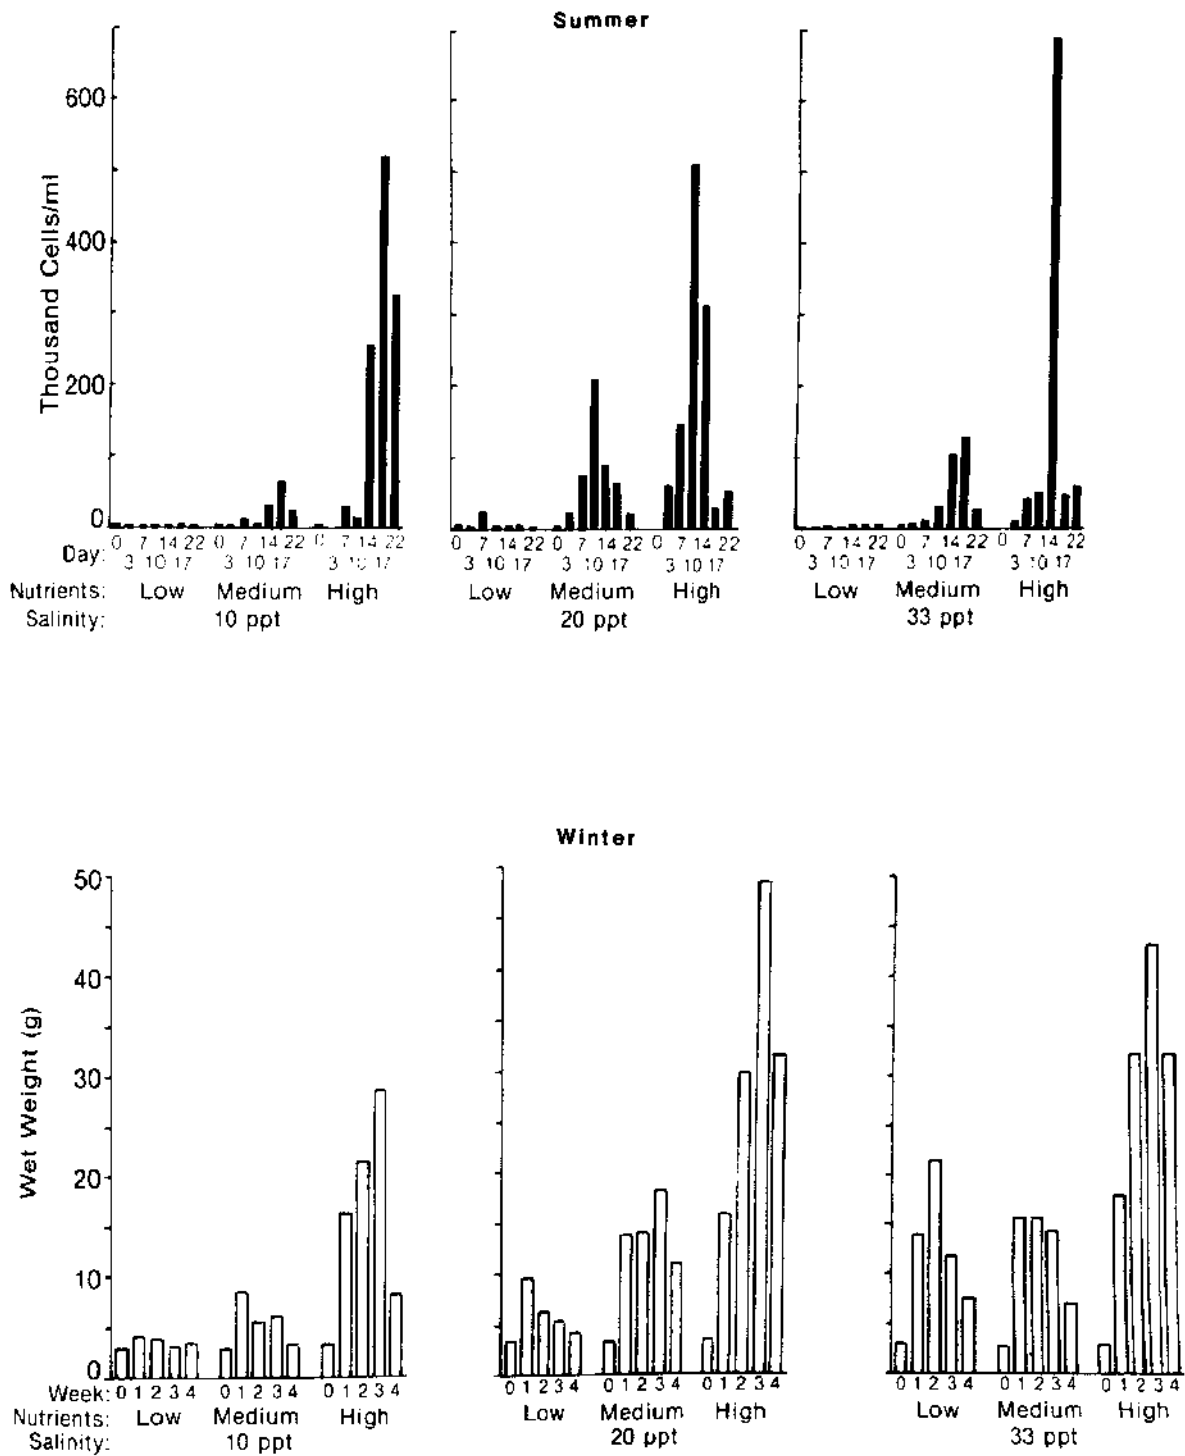 Summer
600
400
200
0
Thousand Cells/ml
Day: 0 7 14 22 0 7 14 22 0 7 14 22 0 7 14 22 0 7 14 22 0 7 14 22 0 7 14 22 0 7 14 22 0 7 14 22
3 10 17 3 10 17 3 10 17 3 10 17 3 10 17 3 10 17 3 10 17 3 10 17 3 10 17
Nutrients: Low Medium High Low Medium High Low Medium High
Salinity: 10 ppt 20 ppt 33 ppt
Winter
50
40
30
20
10
0
Wet Weight (g)
Week: 0 1 2 3 4 0 1 2 3 4 0 1 2 3 4 0 1 2 3 4 0 1 2 3 4 0 1 2 3 4 0 1 2 3 4 0 1 2 3 4 0 1 2 3 4
Nutrients: Low Medium High Low Medium High Low Medium High
Salinity: 10 ppt 20 ppt 33 ppt